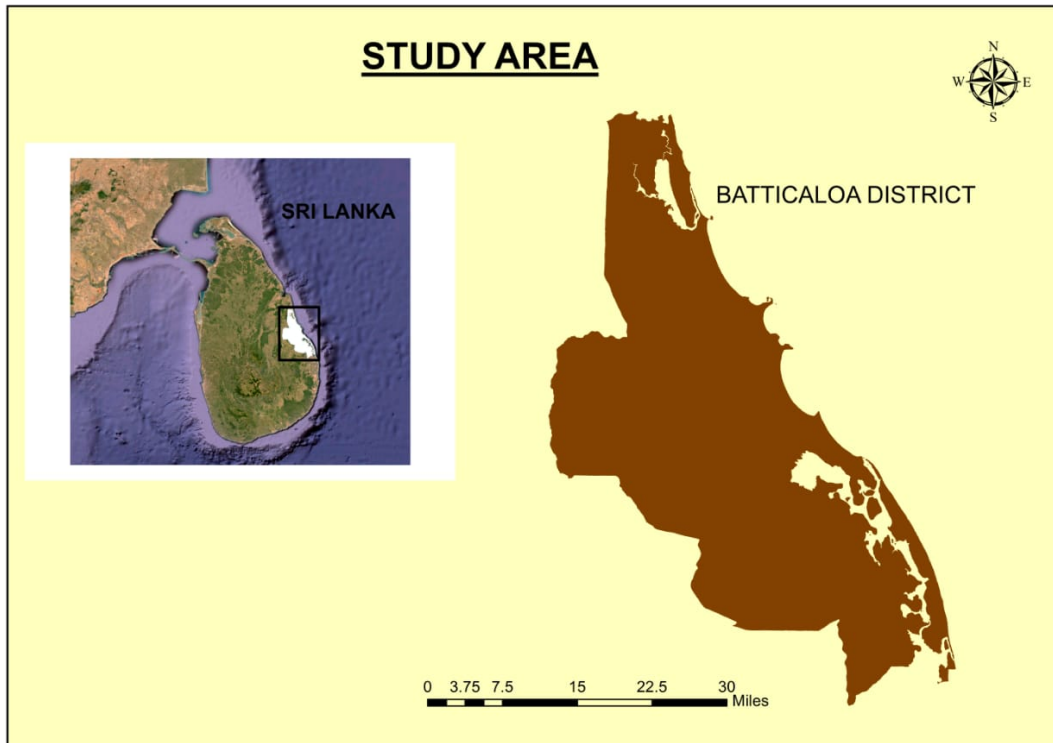 STUDY AREA
N
W E
S
SRI LANKA
BATTICALOA DISTRICT
0 3.75 7.5 15 22.5 30
Miles